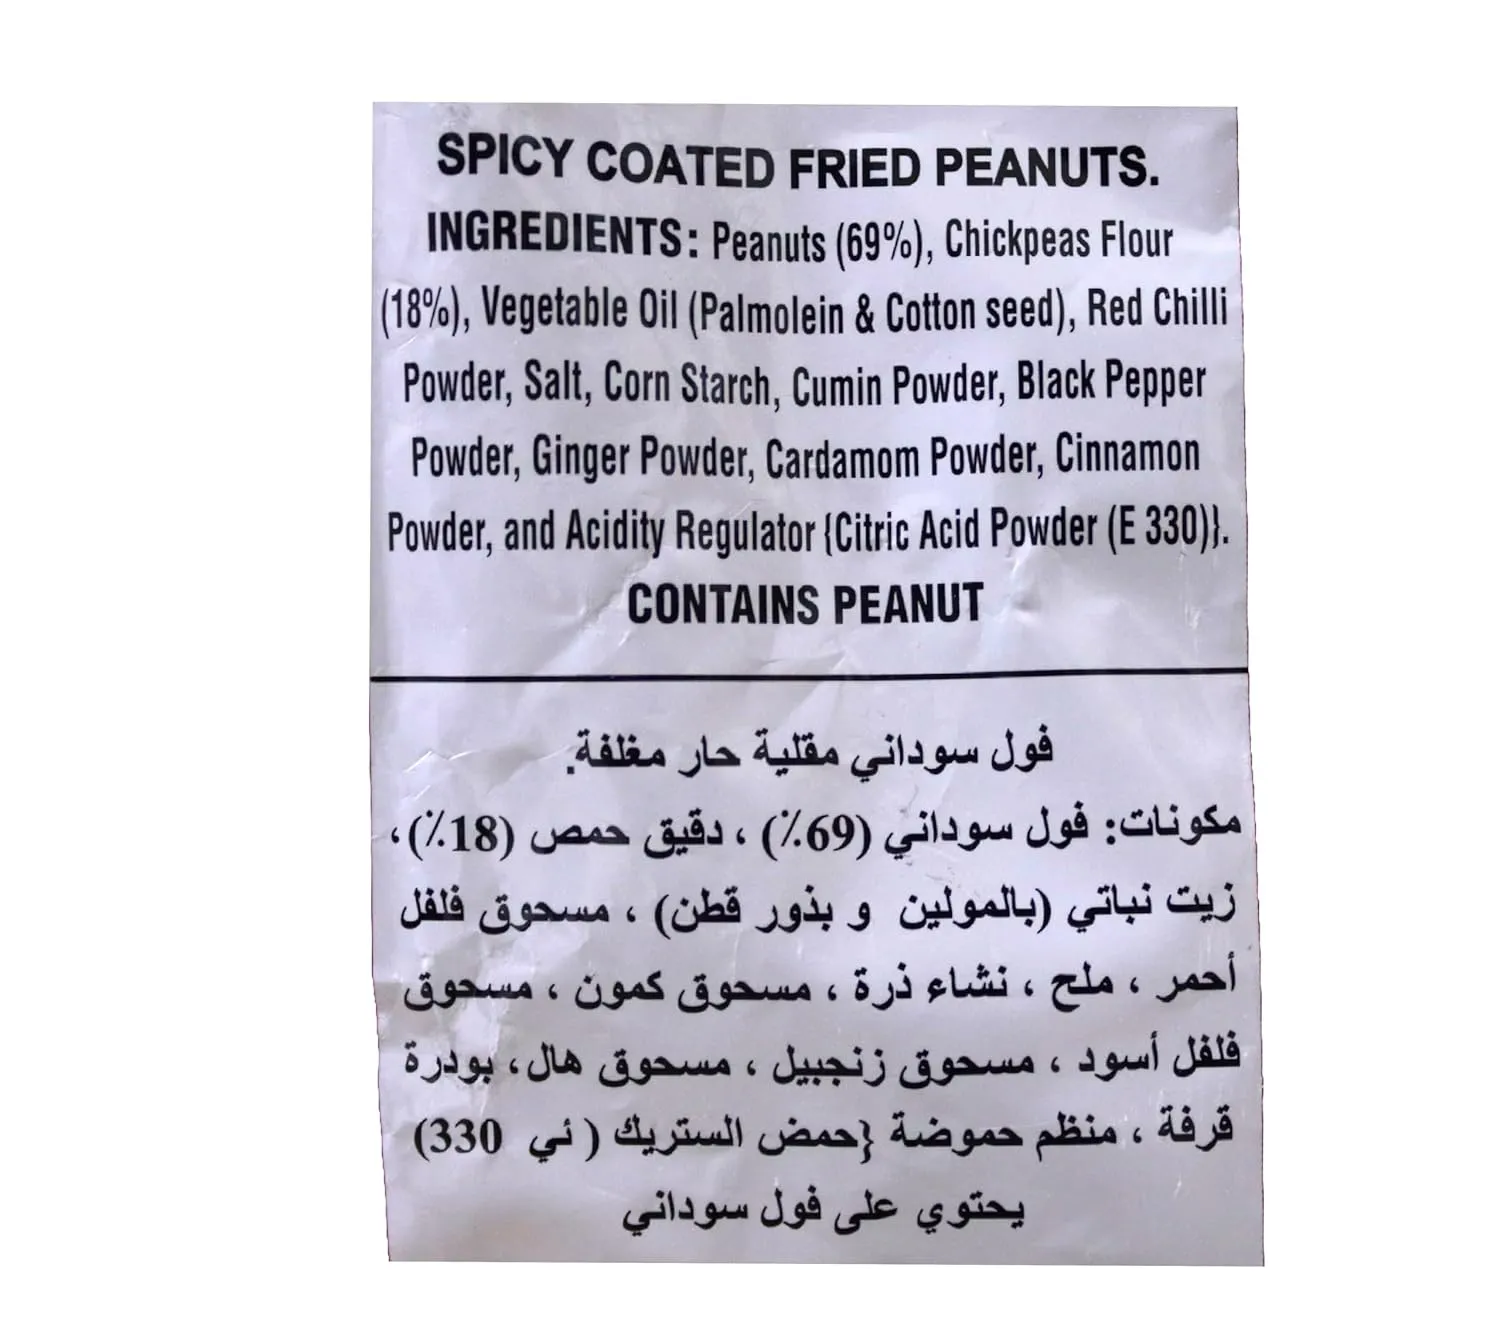 SPICY COATED FRIED PEANUTS.
INGREDIENTS: Peanuts (69%), Chickpeas Flour
(18%), Vegetable Oil (Palmolein & Cotton seed), Red Chilli
Powder, Salt, Corn Starch, Cumin Powder, Black Pepper
Powder, Ginger Powder, Cardamom Powder, Cinnamon
Powder, and Acidity Regulator {Citric Acid Powder (E 330)}.
CONTAINS PEANUT
فول سوداني مقلية حار مغلفة.
مكونات: فول سوداني (69٪) ، دقيق حمص (18٪)،
زيت نباتي (بالمولين و بذور قطن) ، مسحوق فلفل
أحمر ، ملح ، نشاء ذرة ، مسحوق كمون ، مسحوق
فلفل أسود ، مسحوق زنجبيل ، مسحوق هال، بودرة
قرفة ، منظم حموضة {حمض الستريك ( ئي 330)
يحتوي على فول سوداني